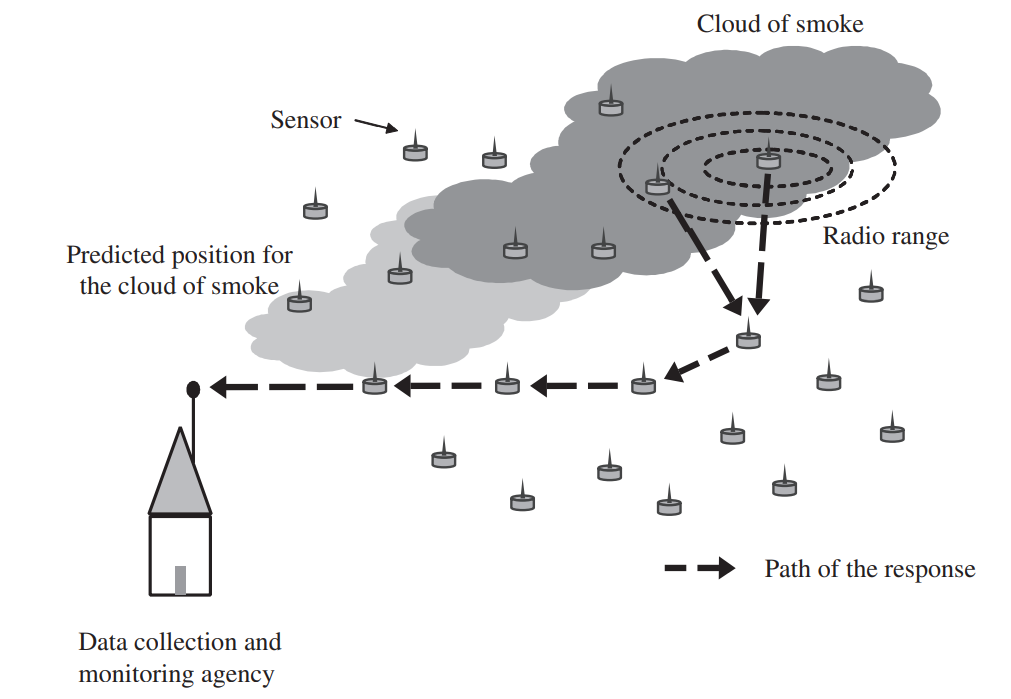 Cloud of smoke
Sensor
Radio range
Predicted position for
the cloud of smoke
Path of the response
Data collection and
monitoring agency